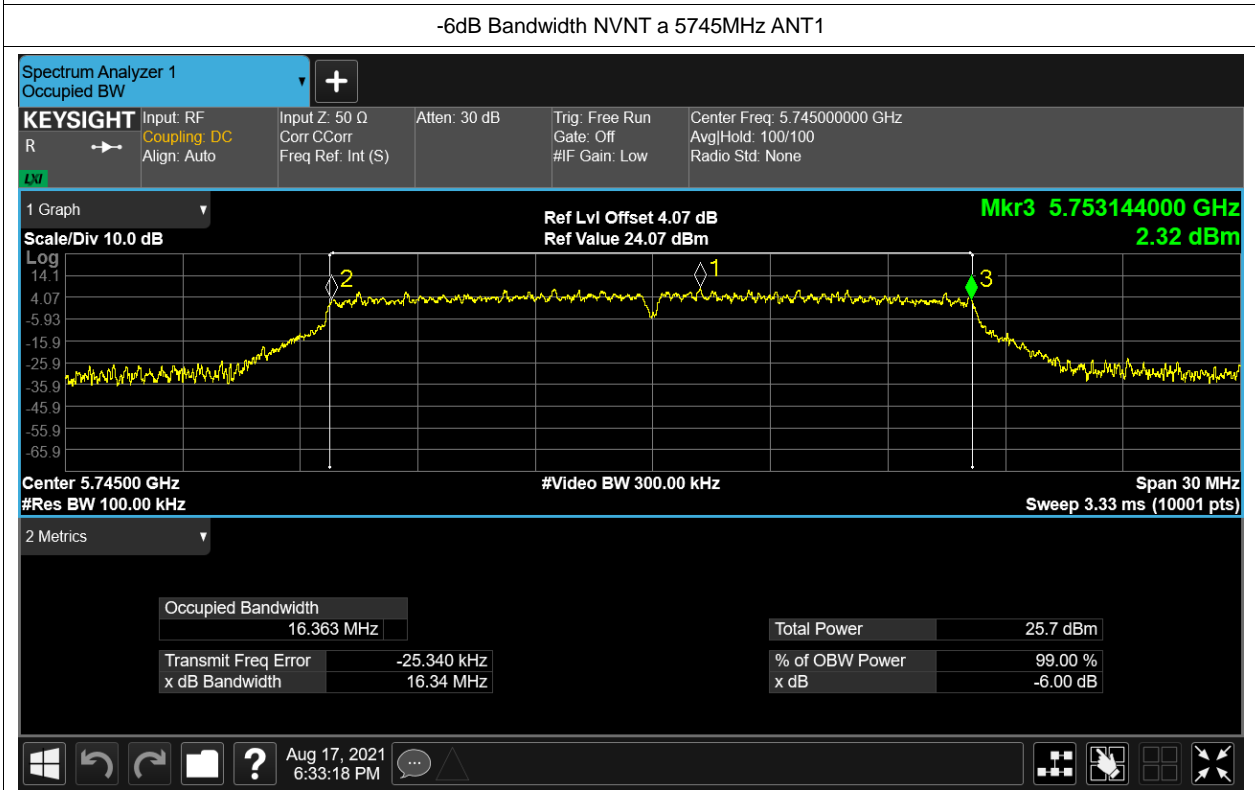 -6dB Bandwidth NVNT a 5745MHz ANT1
Spectrum Analyzer 1
Occupied BW
KEYSIGHT
R
LXI
Input: RF
Coupling: DC
Align: Auto
Input Z: 50 Ω
Corr CCorr
Freq Ref: Int (S)
Atten: 30 dB
Trig: Free Run
Gate: Off
#IF Gain: Low
Center Freq: 5.745000000 GHz
Avg|Hold: 100/100
Radio Std: None
1 Graph
Scale/Div 10.0 dB
Ref Lvl Offset 4.07 dB
Ref Value 24.07 dBm
Mkr3 5.753144000 GHz
2.32 dBm
Log
14.1
4.07
-5.93
-15.9
-25.9
-35.9
-45.9
-55.9
-65.9
2
1
3
Center 5.74500 GHz
#Res BW 100.00 kHz
#Video BW 300.00 kHz
Span 30 MHz
Sweep 3.33 ms (10001 pts)
2 Metrics
Occupied Bandwidth
16.363 MHz
Transmit Freq Error -25.340 kHz
x dB Bandwidth 16.34 MHz
Total Power 25.7 dBm
% of OBW Power 99.00 %
x dB -6.00 dB
?
Aug 17, 2021
6:33:18 PM